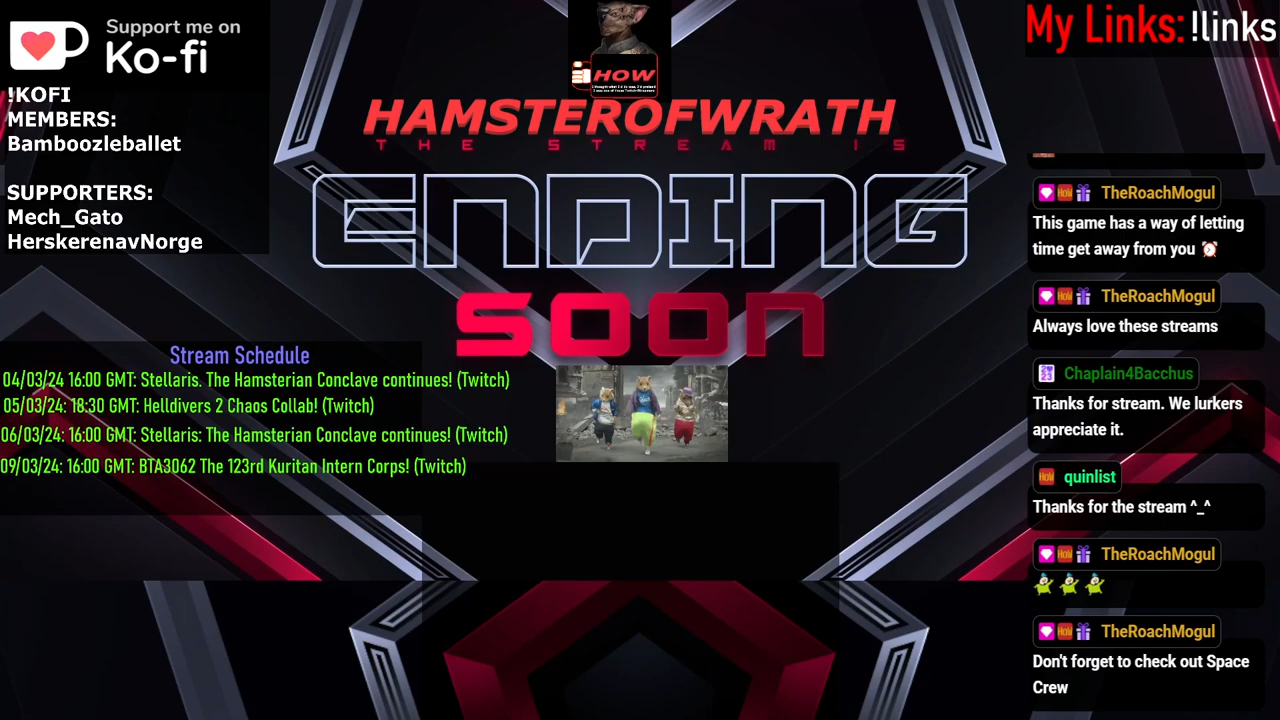 Support me on
Ko-fi
!KOFI
MEMBERS:
Bamboozleballet
SUPPORTERS:
Mech_Gato
HerskerenavNorge
HOW
HAMSTEROFWRATH
THE STREAM IS
ENDING
SOON
Stream Schedule
04/03/24 16:00 GMT: Stellaris. The Hamsterian Conclave continues! (Twitch)
05/03/24: 18:30 GMT: Helldivers 2 Chaos Collab! (Twitch)
06/03/24: 16:00 GMT: Stellaris: The Hamsterian Conclave continues! (Twitch)
09/03/24: 16:00 GMT: BTA3062 The 123rd Kuritan Intern Corps! (Twitch)
My Links: !links
TheRoachMogul
This game has a way of letting
time get away from you ⏰
TheRoachMogul
Always love these streams
Chaplain4Bacchus
Thanks for stream. We lurkers
appreciate it.
quinlist
Thanks for the stream ^_^
TheRoachMogul
TheRoachMogul
Don't forget to check out Space
Crew